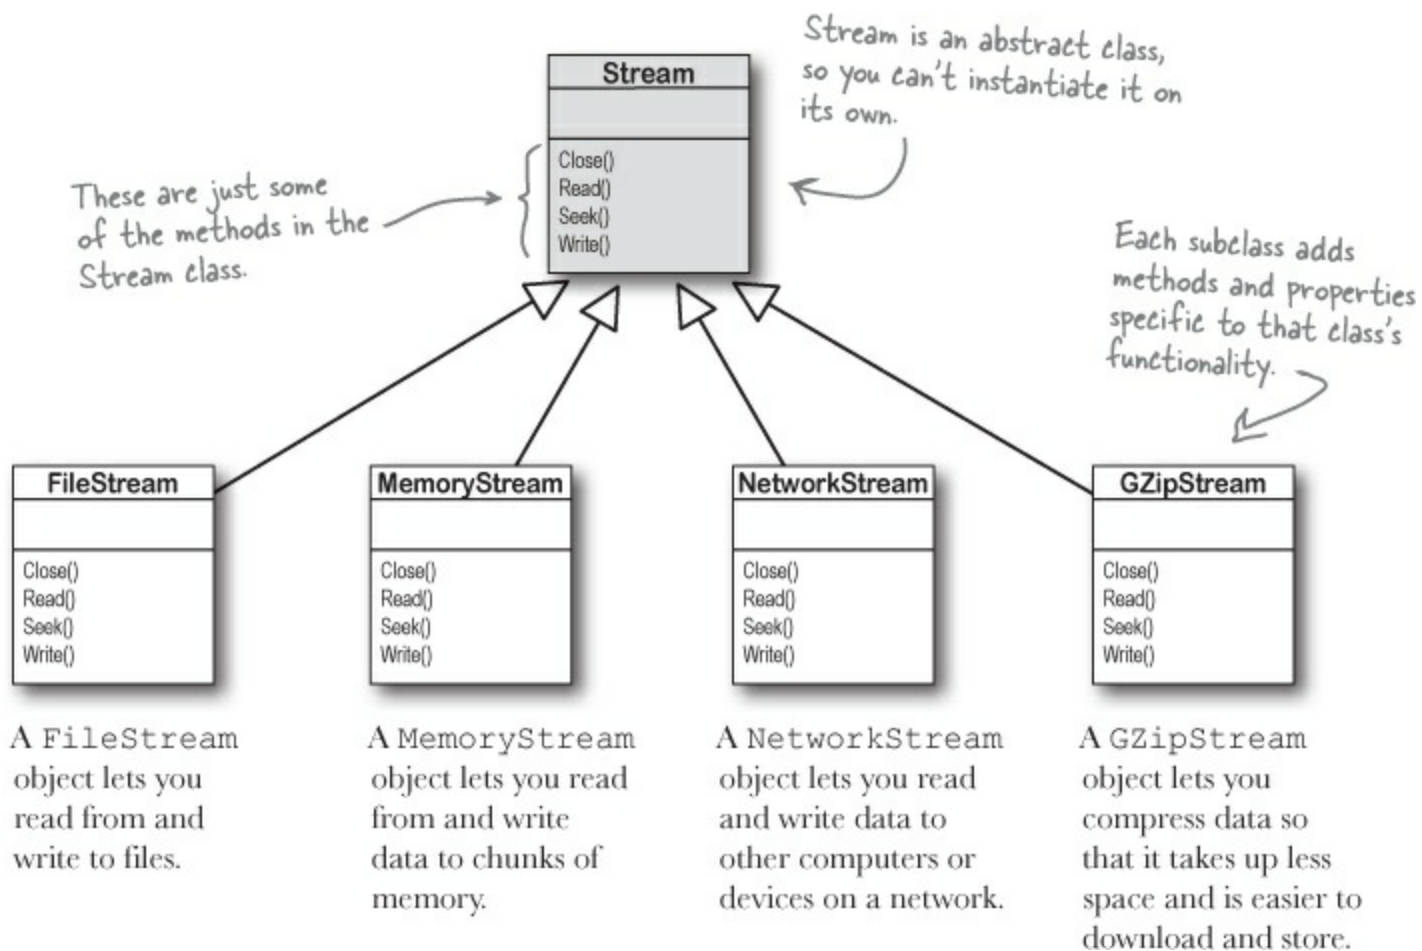 Stream is an abstract class,
so you can't instantiate it on
its own.
Stream
Close()
Read()
Seek()
Write()
These are just some
of the methods in the
Stream class.
Each subclass adds
methods and properties
specific to that class's
functionality.
FileStream
Close()
Read()
Seek()
Write()
A FileStream
object lets you
read from and
write to files.
MemoryStream
Close()
Read()
Seek()
Write()
A MemoryStream
object lets you read
from and write
data to chunks of
memory.
NetworkStream
Close()
Read()
Seek()
Write()
A NetworkStream
object lets you read
and write data to
other computers or
devices on a network.
GZipStream
Close()
Read()
Seek()
Write()
A GZipStream
object lets you
compress data so
that it takes up less
space and is easier to
download and store.